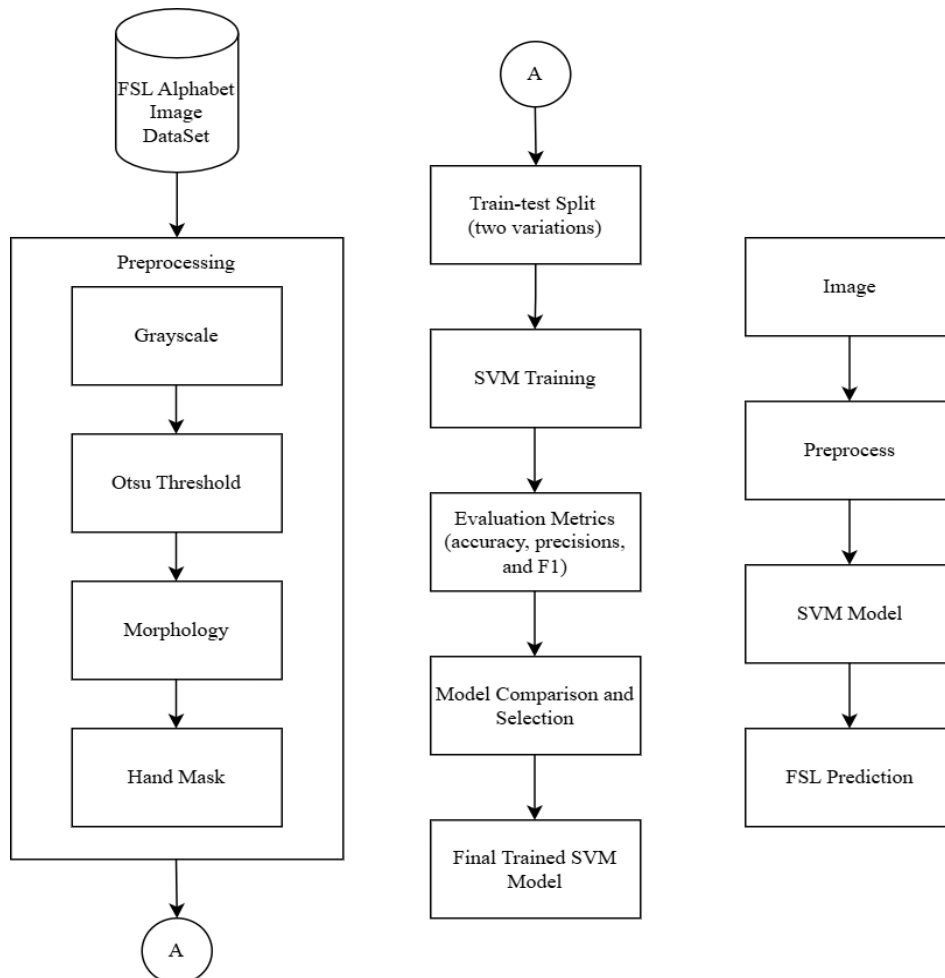 FSL Alphabet
Image
DataSet
Preprocessing
Grayscale
Otsu Threshold
Morphology
Hand Mask
A
A
Train-test Split
(two variations)
SVM Training
Evaluation Metrics
(accuracy, precisions,
and F1)
Model Comparison and
Selection
Final Trained SVM
Model
Image
Preprocess
SVM Model
FSL Prediction